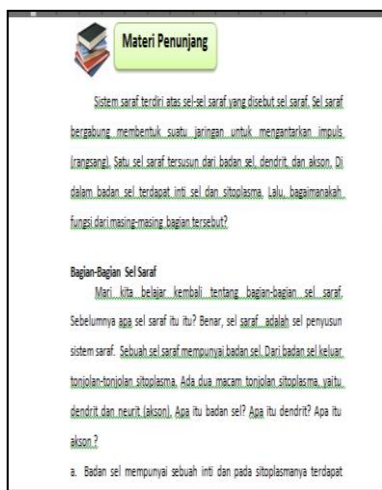 Materi Penunjang
Sistem saraf terdiri atas sel-sel saraf yang disebut sel saraf. Sel saraf
bergabung membentuk suatu jaringan untuk mengantarkan impuls
(rangsang). Satu sel saraf tersusun dari badan sel, dendrit, dan akson. Di
dalam badan sel terdapat inti sel dan sitoplasma. Lalu, bagaimanakah
fungsi dari masing-masing bagian tersebut?
Bagian-Bagian Sel Saraf
Mari kita belajar kembali tentang bagian-bagian sel saraf.
Sebelumnya apa sel saraf itu itu? Benar, sel saraf adalah sel penyusun
sistem saraf. Sebuah sel saraf mempunyai badan sel. Dari badan sel keluar
tonjolan-tonjolan sitoplasma. Ada dua macam tonjolan sitoplasma, yaitu
dendrit dan neurit (akson). Apa itu badan sel? Apa itu dendrit? Apa itu
akson ?
a. Badan sel mempunyai sebuah inti dan pada sitoplasmanya terdapat